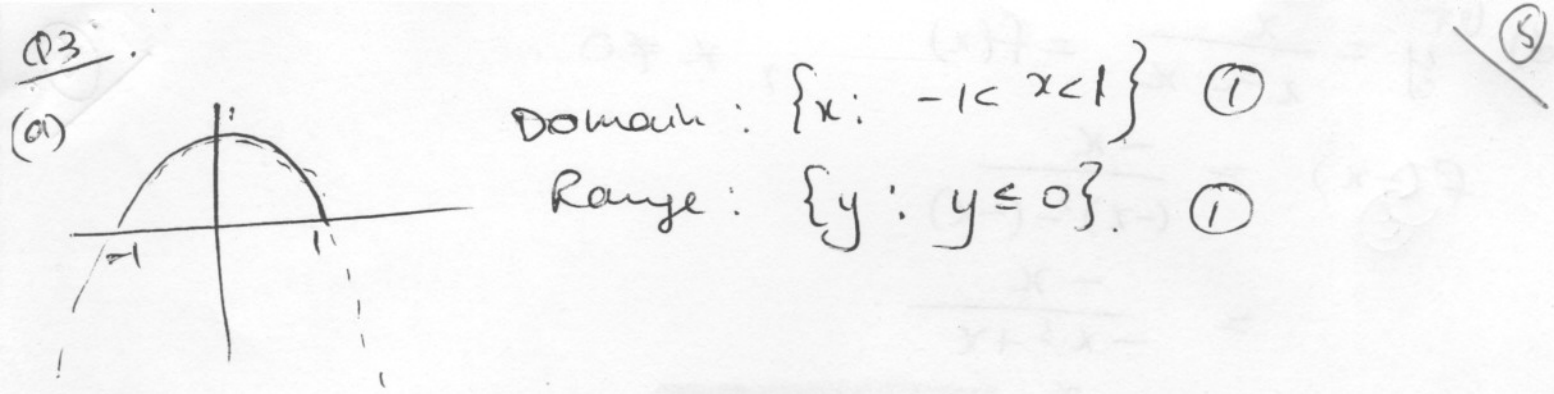 Q3.
(a)
Domain : {x: -1< x<1} ①
Range : {y : y ≤ 0}. ①
-1 1
⑤